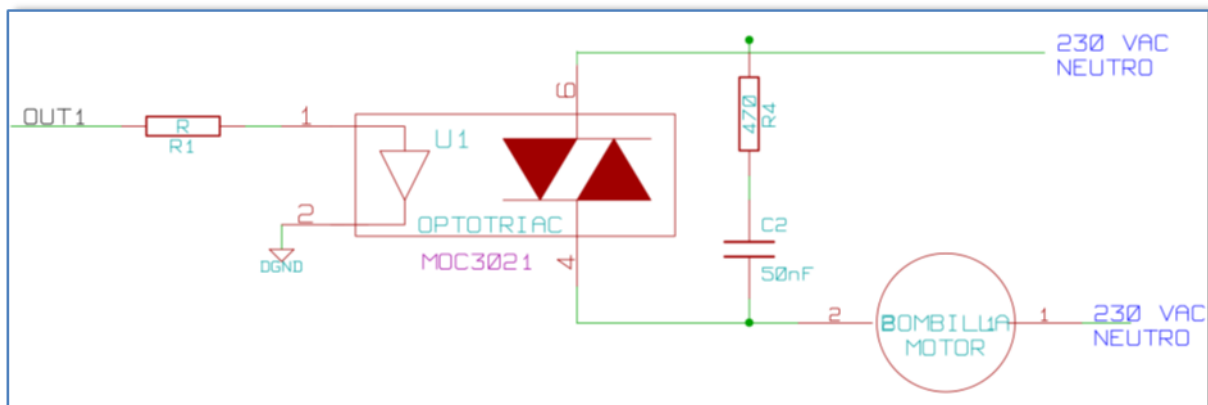 230 VAC
NEUTRO
OUT1
R
R1
1
2
DGND
U1
OPTOTRIAC
MOC3021
6
4
470
R4
C2
50nF
2
BOMBILLA
MOTOR
1
230 VAC
NEUTRO